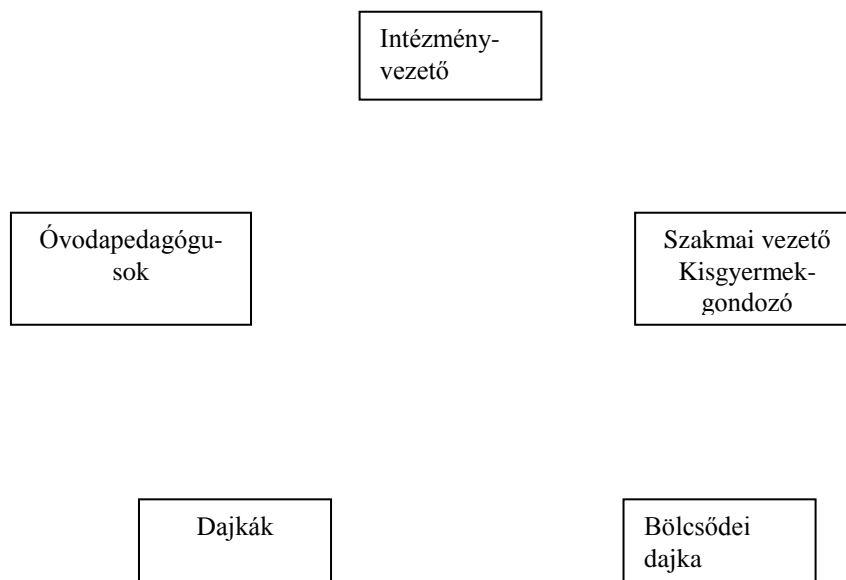 Intézmény-
vezető
Óvodapedagógu-
sok
Szakmai vezető
Kisgyermek-
gondozó
Dajkák
Bölcsődei
dajka